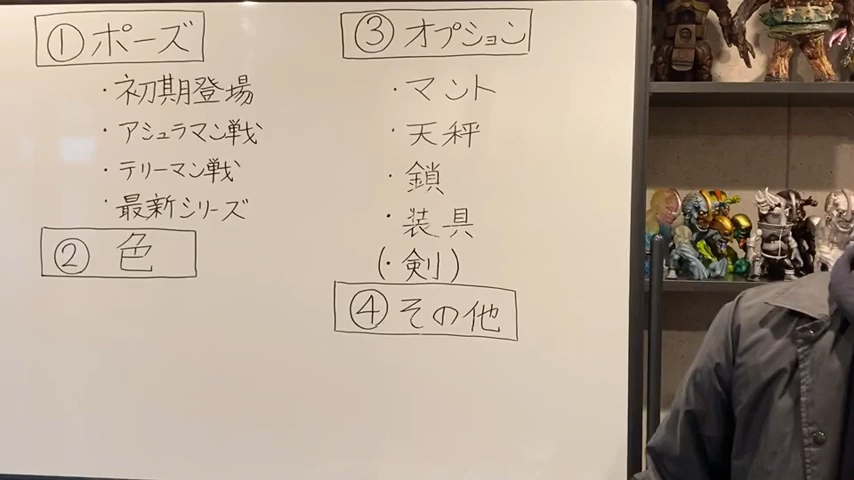 ① ポーズ
・初期登場
・アシュラマン戦
・テリーマン戦
・最新シリーズ
② 色
③ オプション
・マント
・天秤
・鎖
・装具
(・剣)
④ その他